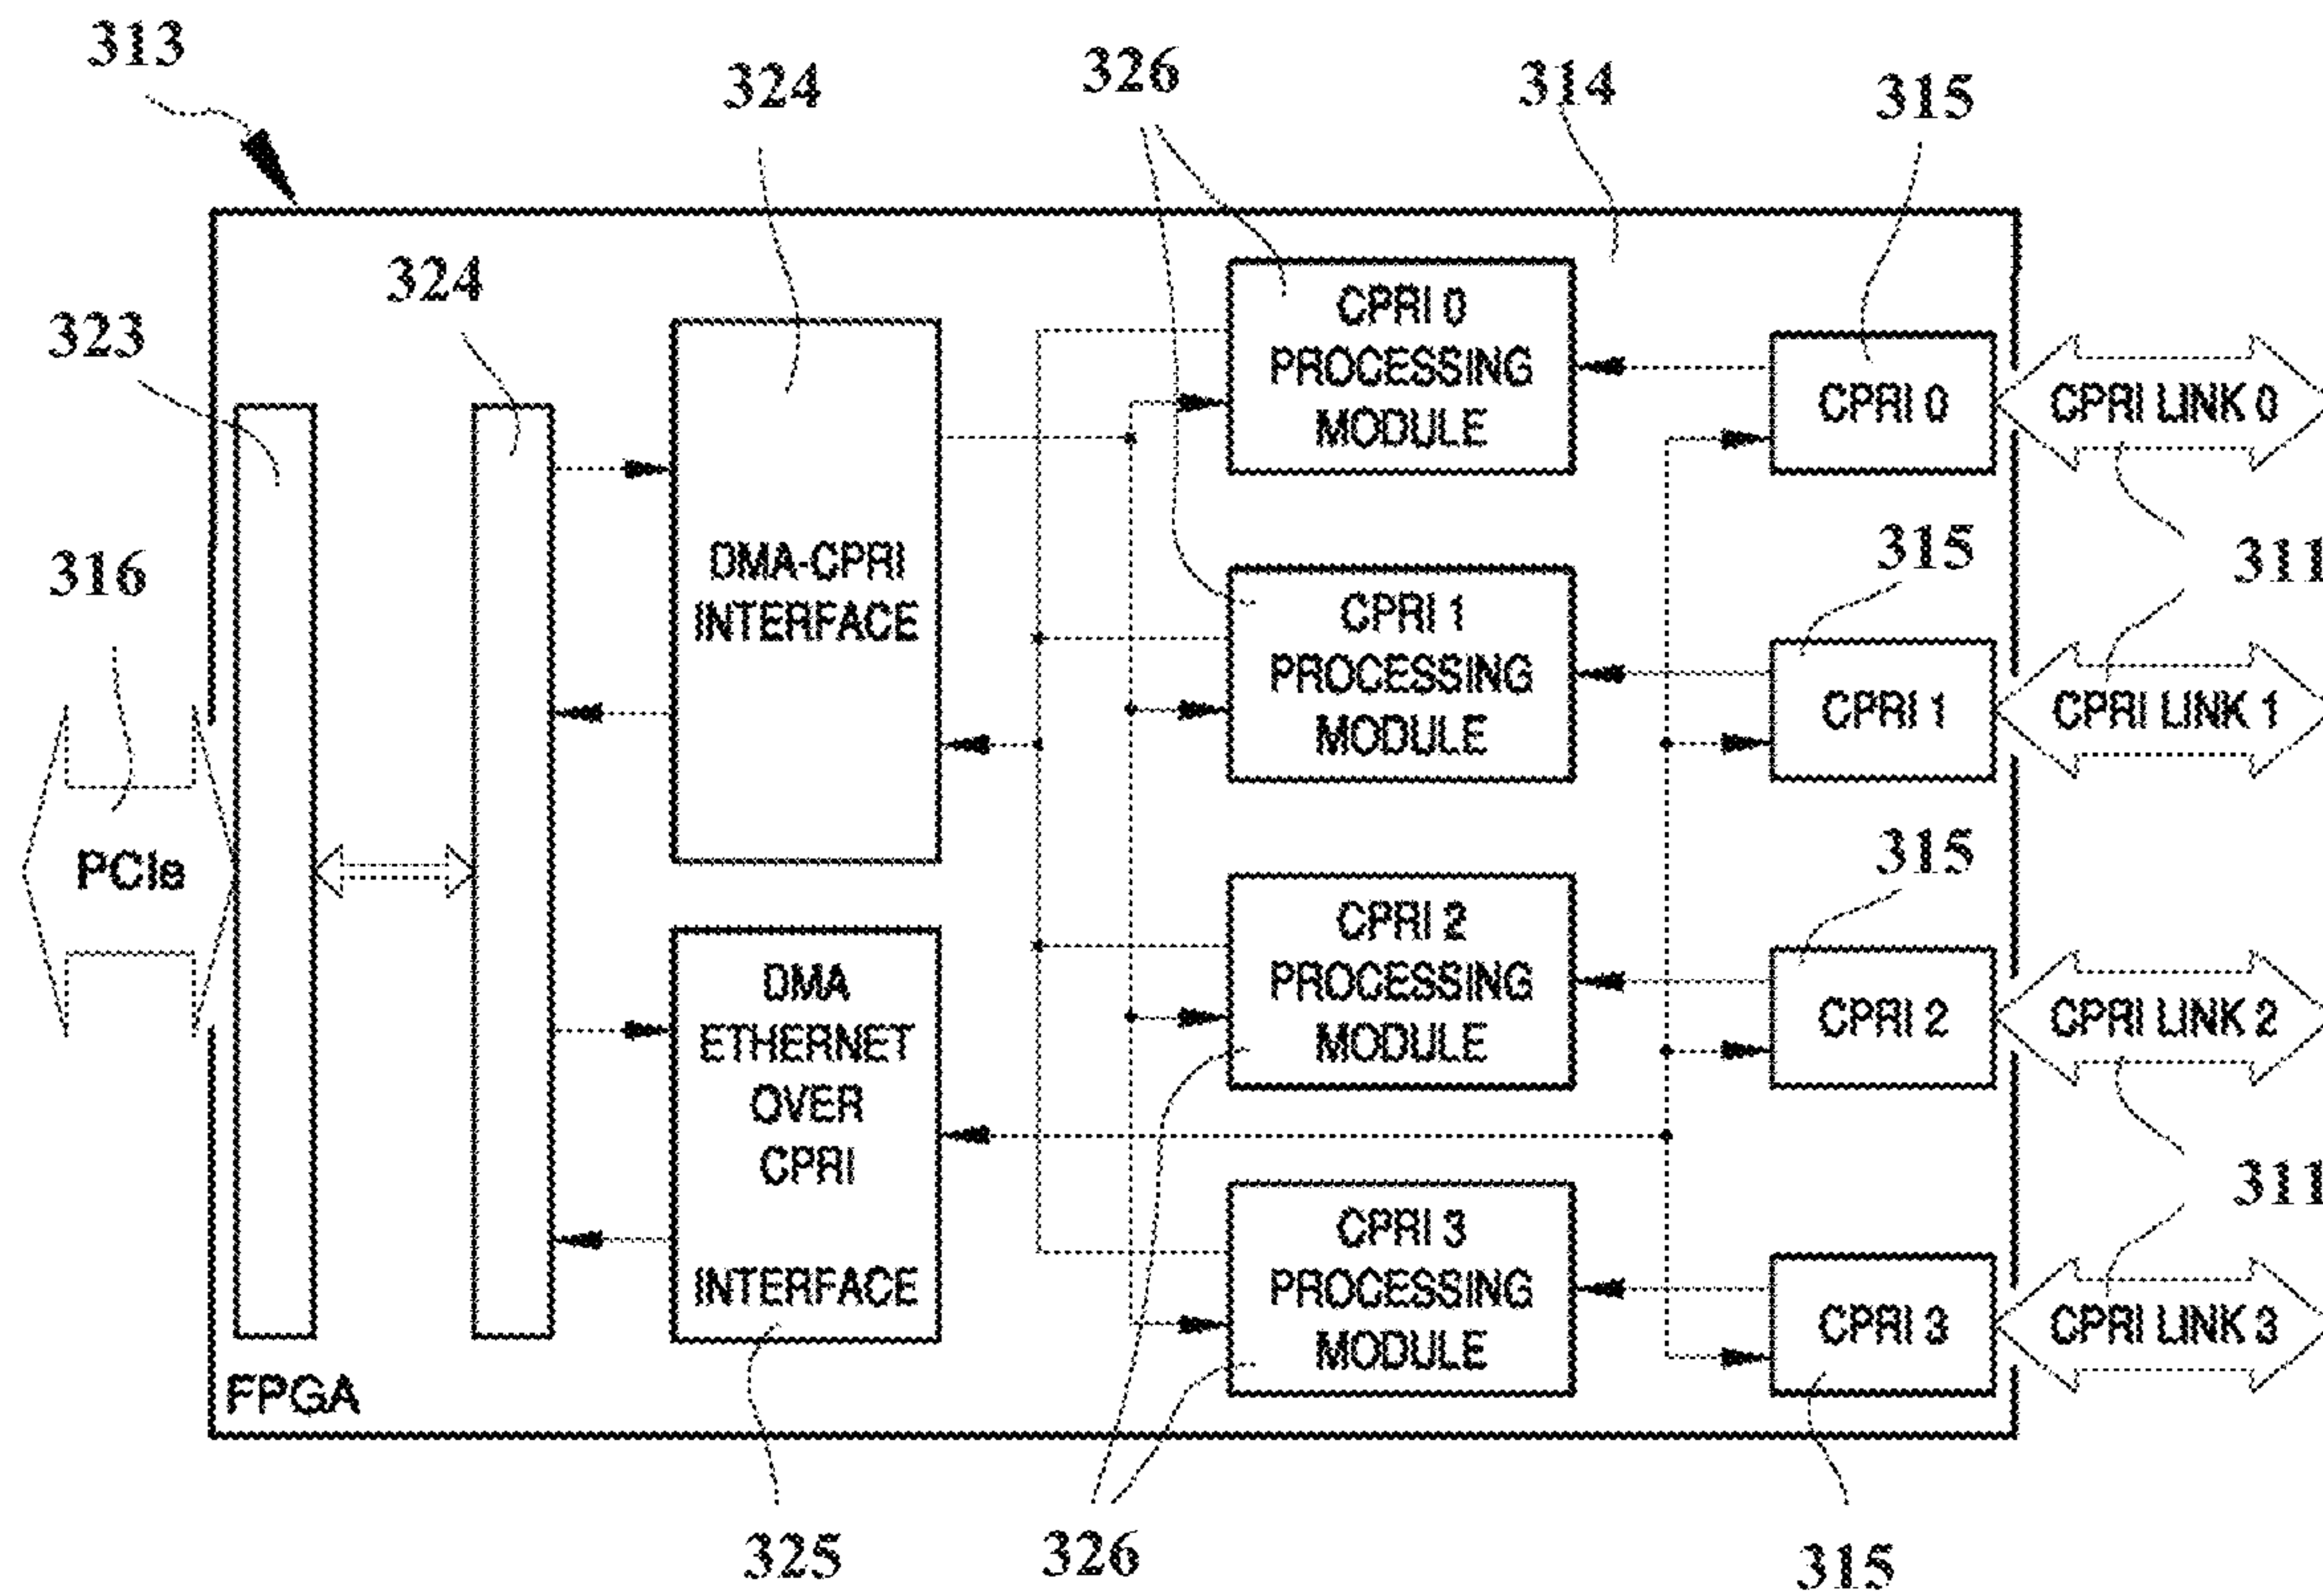 313
324
326
314
315
324
323
316
CPRI 0
PROCESSING
MODULE
CPRI 0
CPRI LINK 0
311
315
DMA-CPRI
INTERFACE
CPRI 1
PROCESSING
MODULE
CPRI 1
CPRI LINK 1
315
PCIe
CPRI 2
PROCESSING
MODULE
CPRI 2
CPRI LINK 2
311
DMA
ETHERNET
OVER
CPRI
INTERFACE
CPRI 3
PROCESSING
MODULE
CPRI 3
CPRI LINK 3
FPGA
325
326
315